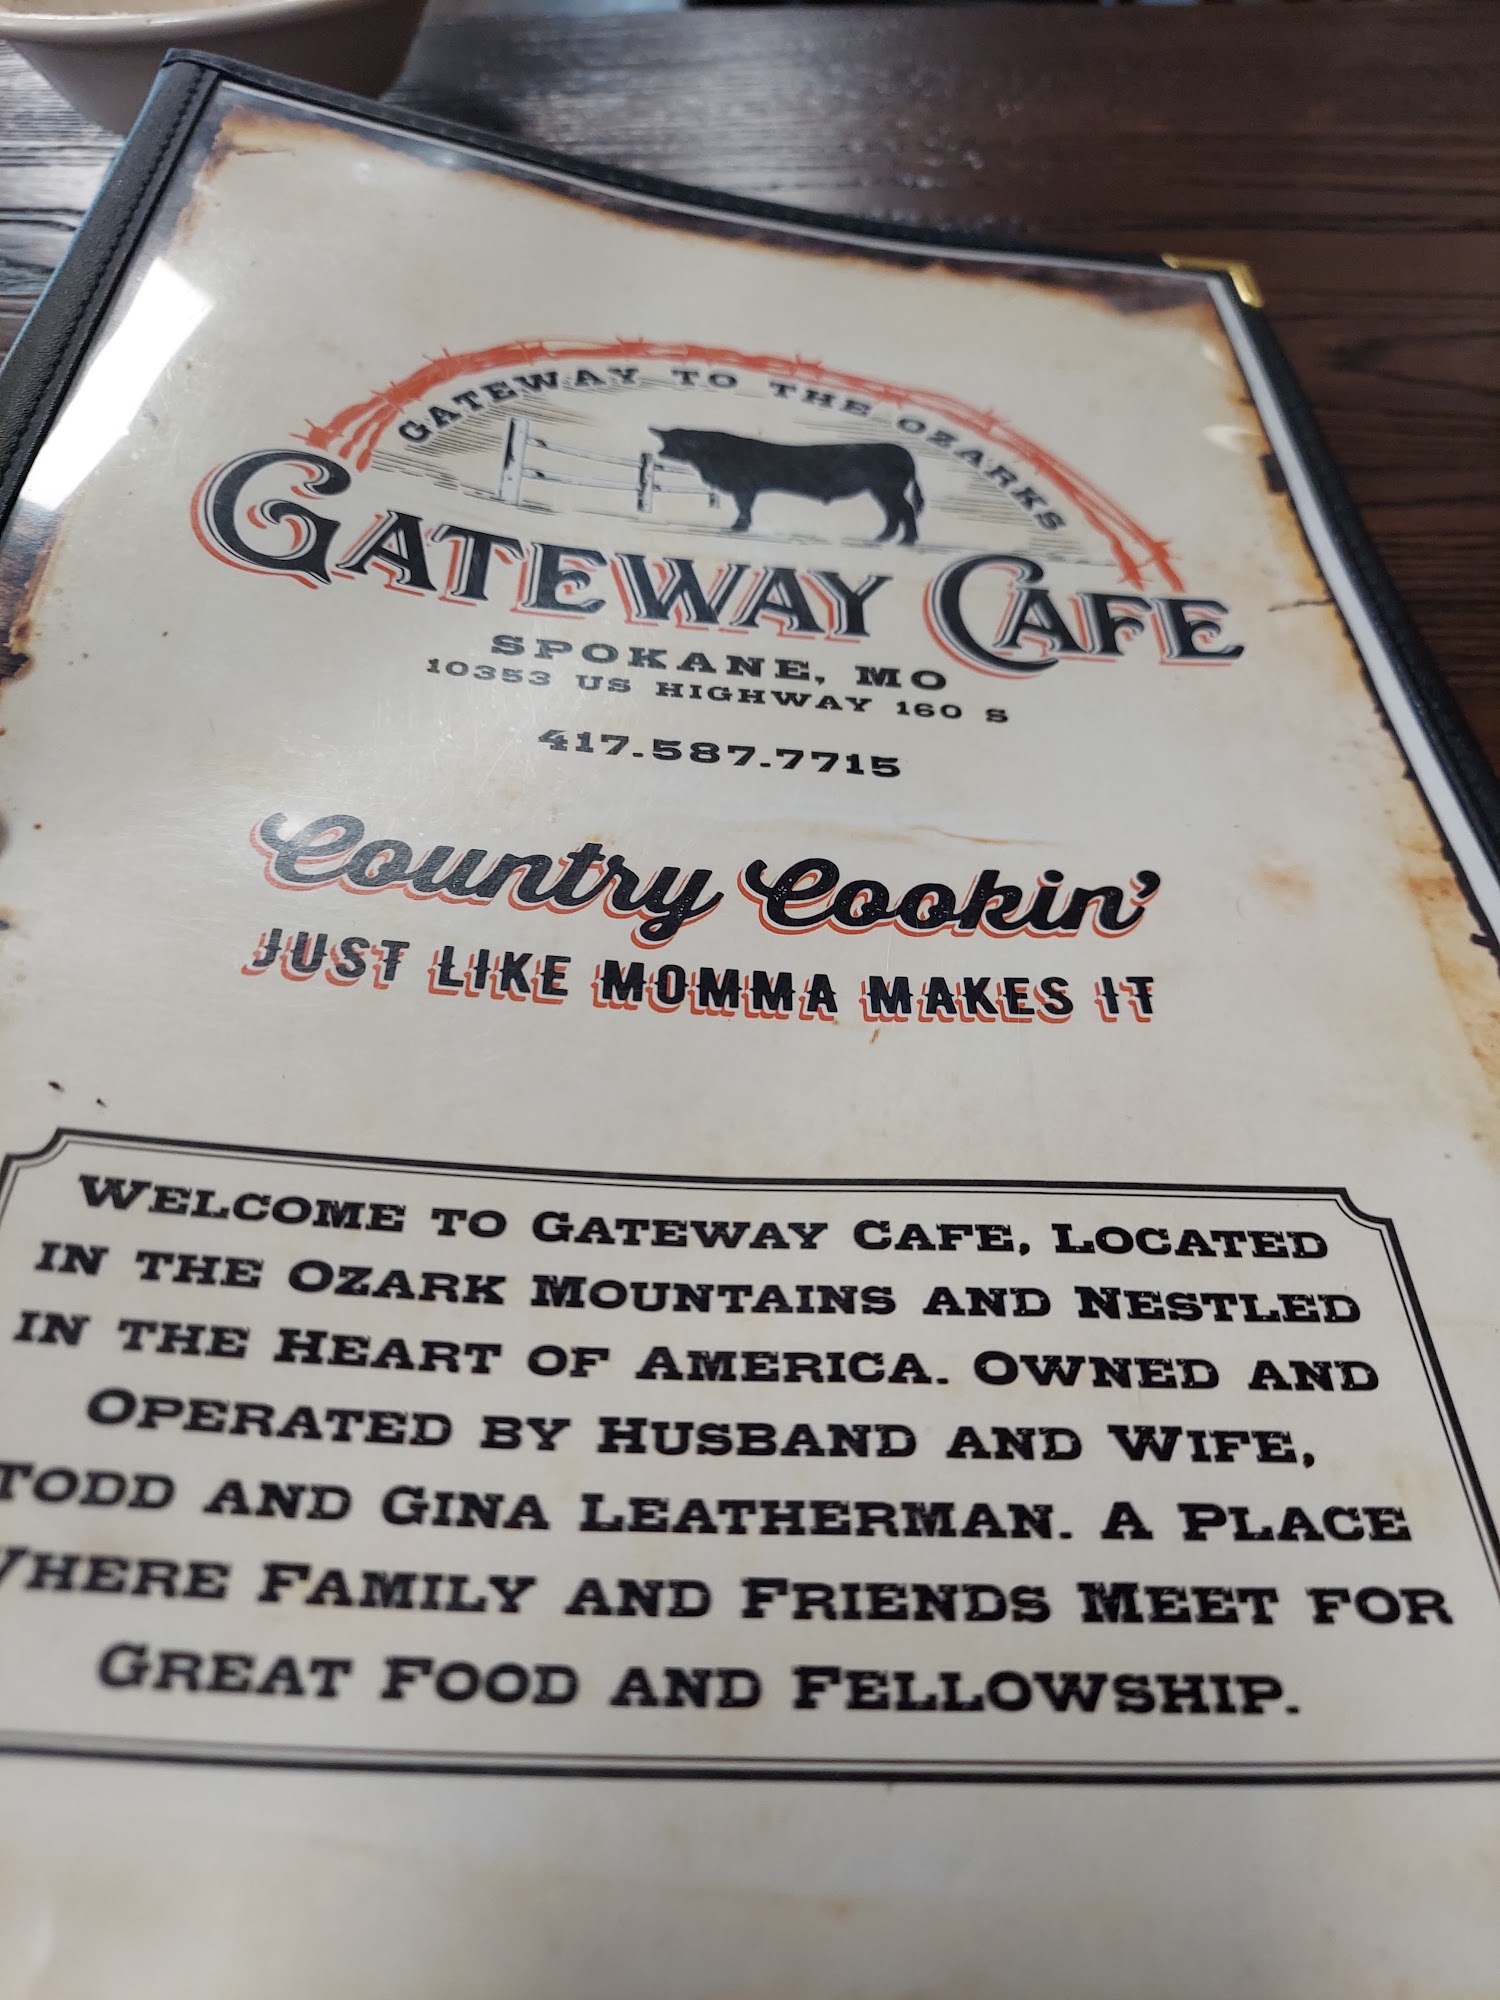 GATEWAY TO THE OZARKS
GATEWAY CAFE
SPOKANE, MO
10353 US HIGHWAY 160 S
417.587.7715
Country Cookin'
JUST LIKE MOMMA MAKES IT
WELCOME TO GATEWAY CAFE, LOCATED
IN THE OZARK MOUNTAINS AND NESTLED
IN THE HEART OF AMERICA. OWNED AND
OPERATED BY HUSBAND AND WIFE,
TODD AND GINA LEATHERMAN. A PLACE
WHERE FAMILY AND FRIENDS MEET FOR
GREAT FOOD AND FELLOWSHIP.